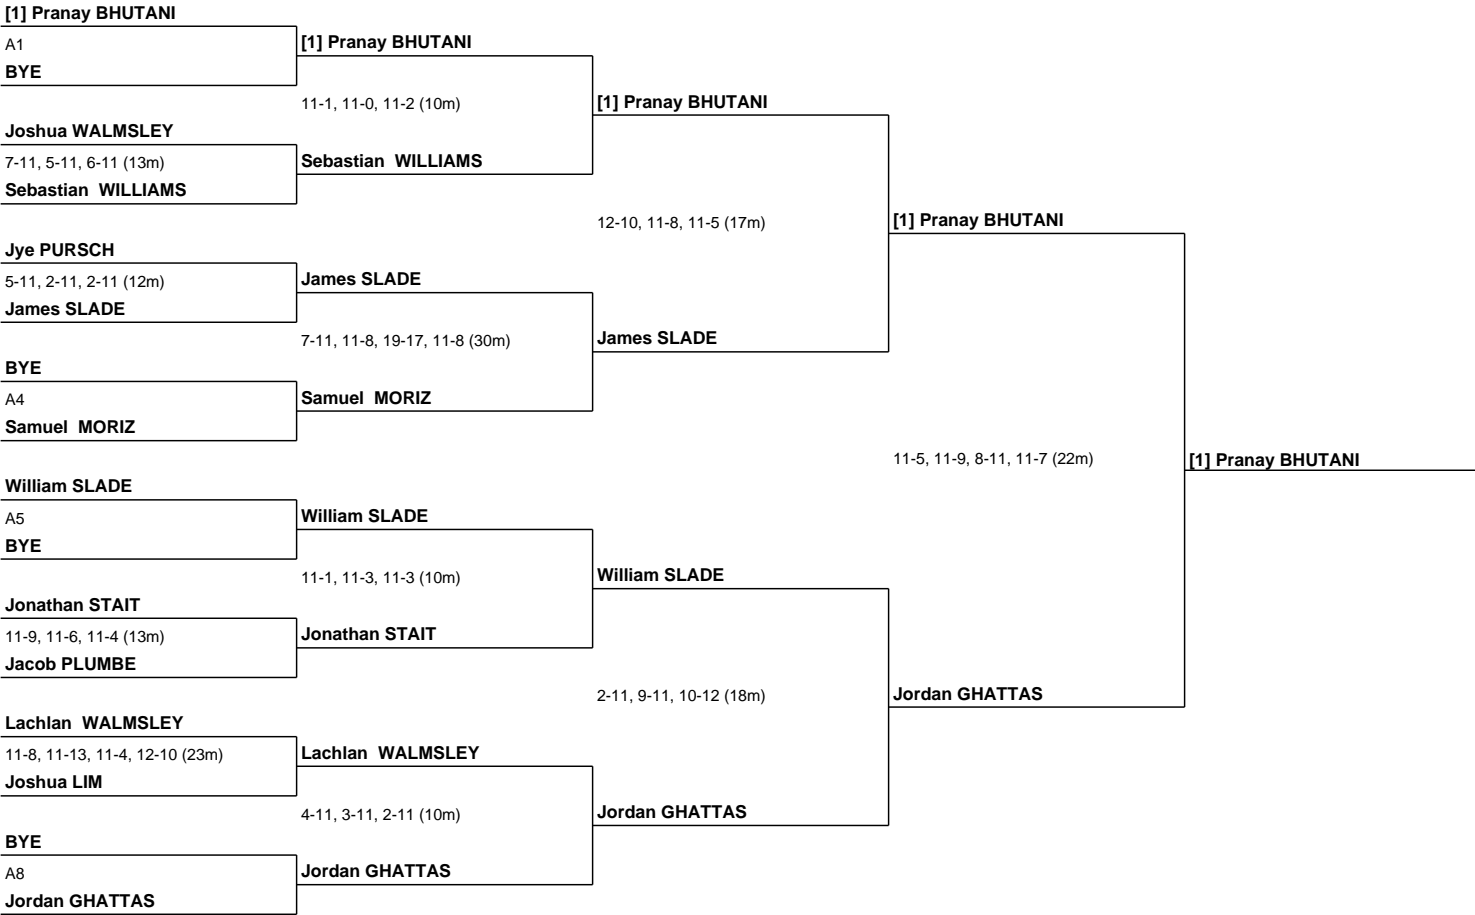 [1] Pranay BHUTANI
A1
BYE
Joshua WALMSLEY
7-11, 5-11, 6-11 (13m)
Sebastian  WILLIAMS
Jye PURSCH
5-11, 2-11, 2-11 (12m)
James SLADE
BYE
A4
Samuel  MORIZ
William SLADE
A5
BYE
Jonathan STAIT
11-9, 11-6, 11-4 (13m)
Jacob PLUMBE
Lachlan  WALMSLEY
11-8, 11-13, 11-4, 12-10 (23m)
Joshua LIM
BYE
A8
Jordan GHATTAS
[1] Pranay BHUTANI
11-1, 11-0, 11-2 (10m)
Sebastian  WILLIAMS
James SLADE
7-11, 11-8, 19-17, 11-8 (30m)
Samuel  MORIZ
William SLADE
11-1, 11-3, 11-3 (10m)
Jonathan STAIT
Lachlan  WALMSLEY
4-11, 3-11, 2-11 (10m)
Jordan GHATTAS
[1] Pranay BHUTANI
12-10, 11-8, 11-5 (17m)
James SLADE
William SLADE
2-11, 9-11, 10-12 (18m)
Jordan GHATTAS
[1] Pranay BHUTANI
11-5, 11-9, 8-11, 11-7 (22m)
Jordan GHATTAS
[1] Pranay BHUTANI